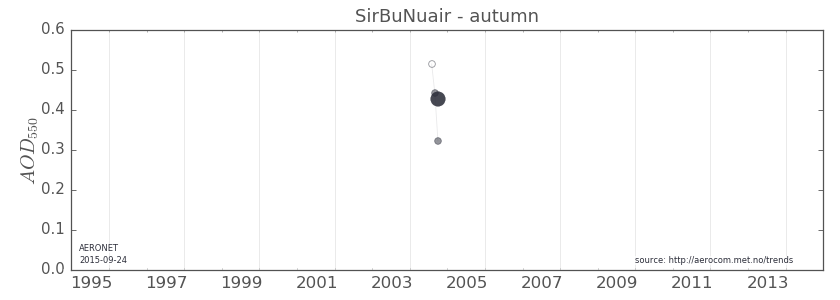 SirBuNuair - autumn
0.6
0.5
0.4
0.3
0.2
0.1
0.0
AOD550
AERONET
2015-09-24
source: http://aerocom.met.no/trends
1995 1997 1999 2001 2003 2005 2007 2009 2011 2013